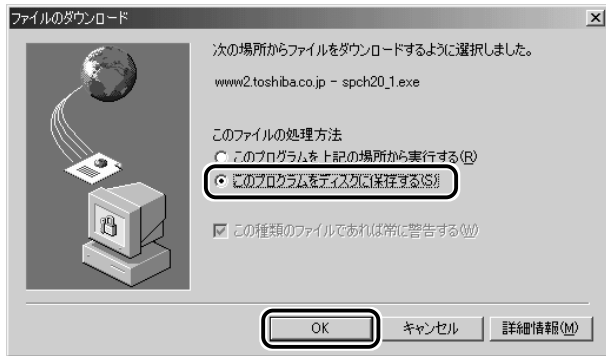 ファイルのダウンロード
次の場所からファイルをダウンロードするように選択しました。
www2.toshiba.co.jp - spch20_1.exe
このファイルの処理方法
このプログラムを上記の場所から実行する(R)
このプログラムをディスクに保存する(S)
この種類のファイルであれば常に警告する(W)
OK
キャンセル
詳細情報(M)